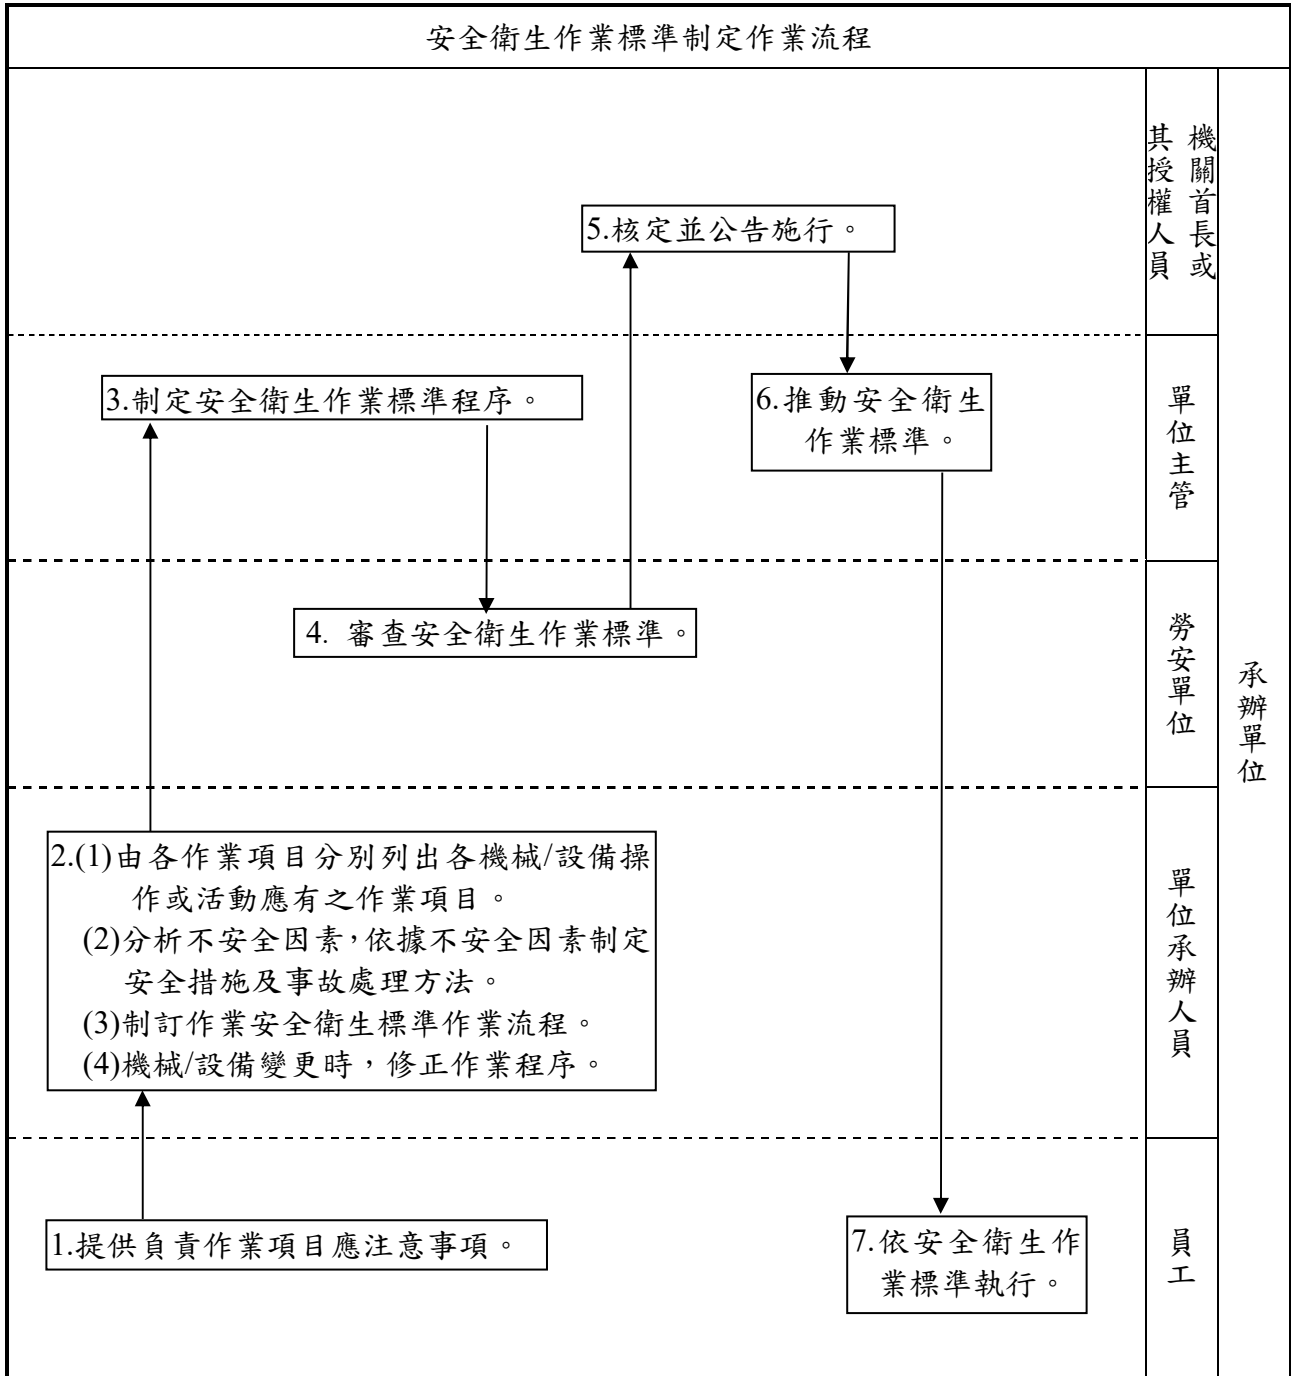 安全衛生作業標準制定作業流程
機關首長或
其授權人員
5.核定並公告施行。
3.制定安全衛生作業標準程序。
6.推動安全衛生
作業標準。
單位主管
4. 審查安全衛生作業標準。
勞安單位
承辦單位
2.(1)由各作業項目分別列出各機械/設備操
作或活動應有之作業項目。
(2)分析不安全因素,依據不安全因素制定
安全措施及事故處理方法。
(3)制訂作業安全衛生標準作業流程。
(4)機械/設備變更時,修正作業程序。
單位承辦人員
1.提供負責作業項目應注意事項。
7.依安全衛生作
業標準執行。
員工